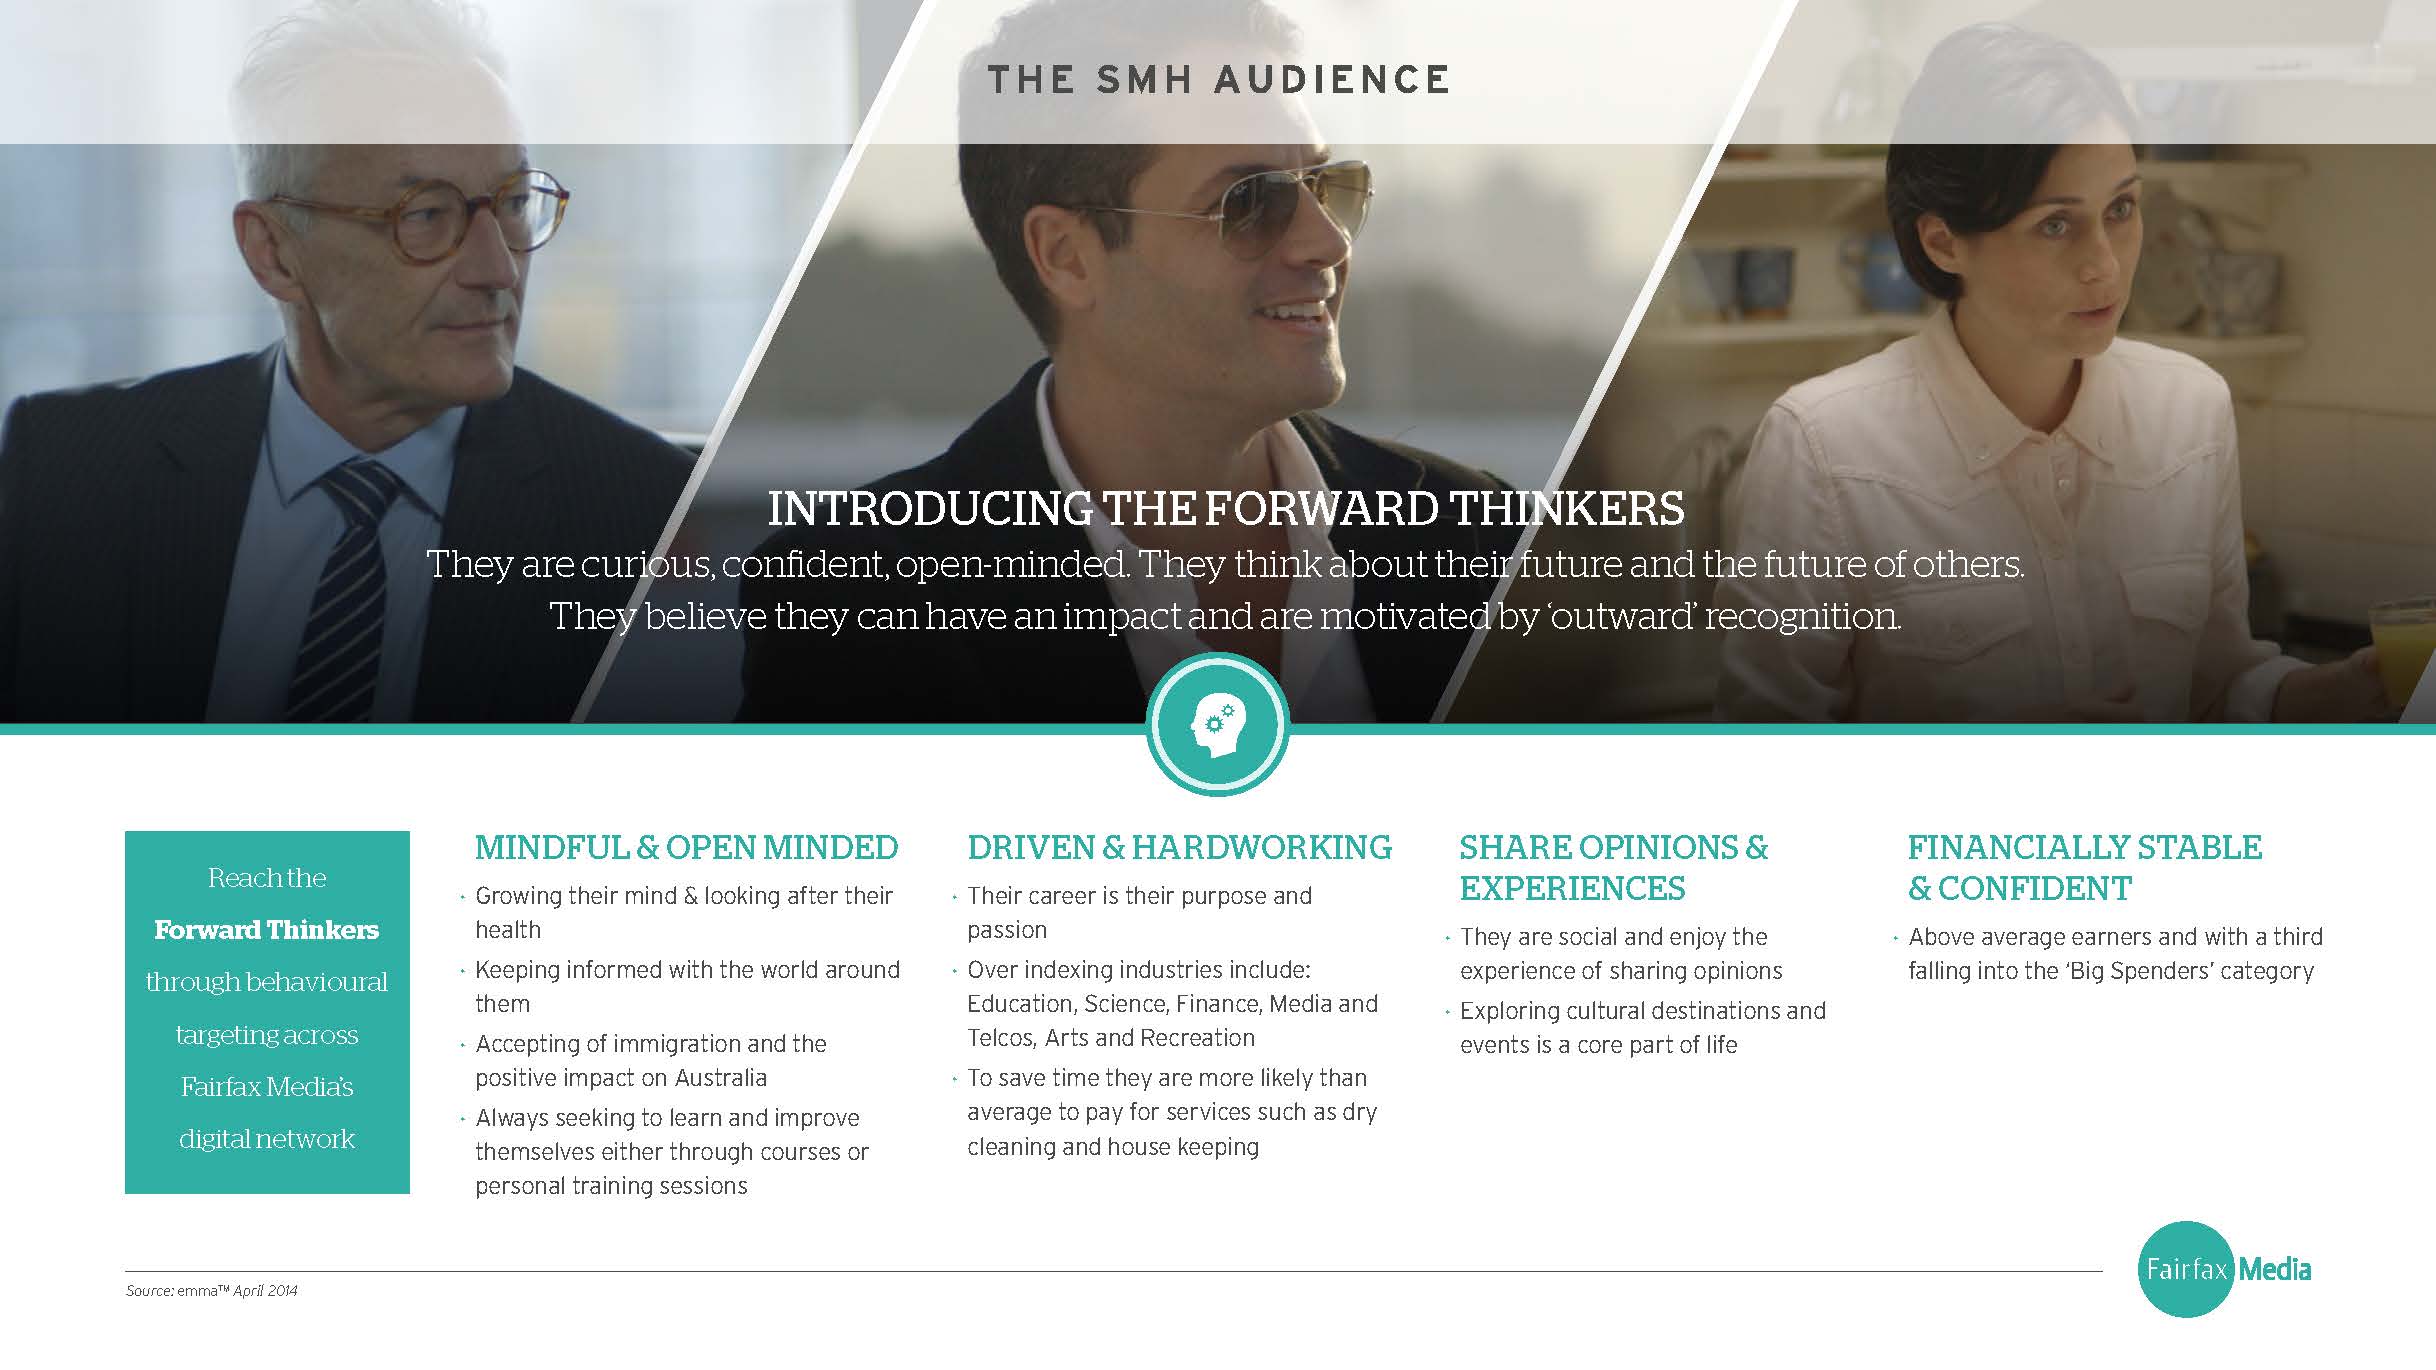 THE SMH AUDIENCE
INTRODUCING THE FORWARD THINKERS
They are curious, confident, open-minded. They think about their future and the future of others.
They believe they can have an impact and are motivated by ‘outward’ recognition.
Reach the
Forward Thinkers
through behavioural
targeting across
Fairfax Media’s
digital network
MINDFUL & OPEN MINDED
· Growing their mind & looking after their
health
· Keeping informed with the world around
them
· Accepting of immigration and the
positive impact on Australia
· Always seeking to learn and improve
themselves either through courses or
personal training sessions
DRIVEN & HARDWORKING
· Their career is their purpose and
passion
· Over indexing industries include:
Education, Science, Finance, Media and
Telcos, Arts and Recreation
· To save time they are more likely than
average to pay for services such as dry
cleaning and house keeping
SHARE OPINIONS &
EXPERIENCES
· They are social and enjoy the
experience of sharing opinions
· Exploring cultural destinations and
events is a core part of life
FINANCIALLY STABLE
& CONFIDENT
· Above average earners and with a third
falling into the ‘Big Spenders’ category
Source: emma™ April 2014
Fairfax Media